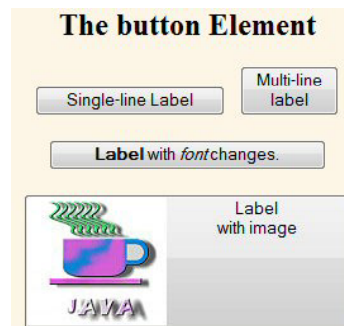 The button Element
Single-line Label
Multi-line
label
Label with font changes.
Label
with image
JAVA